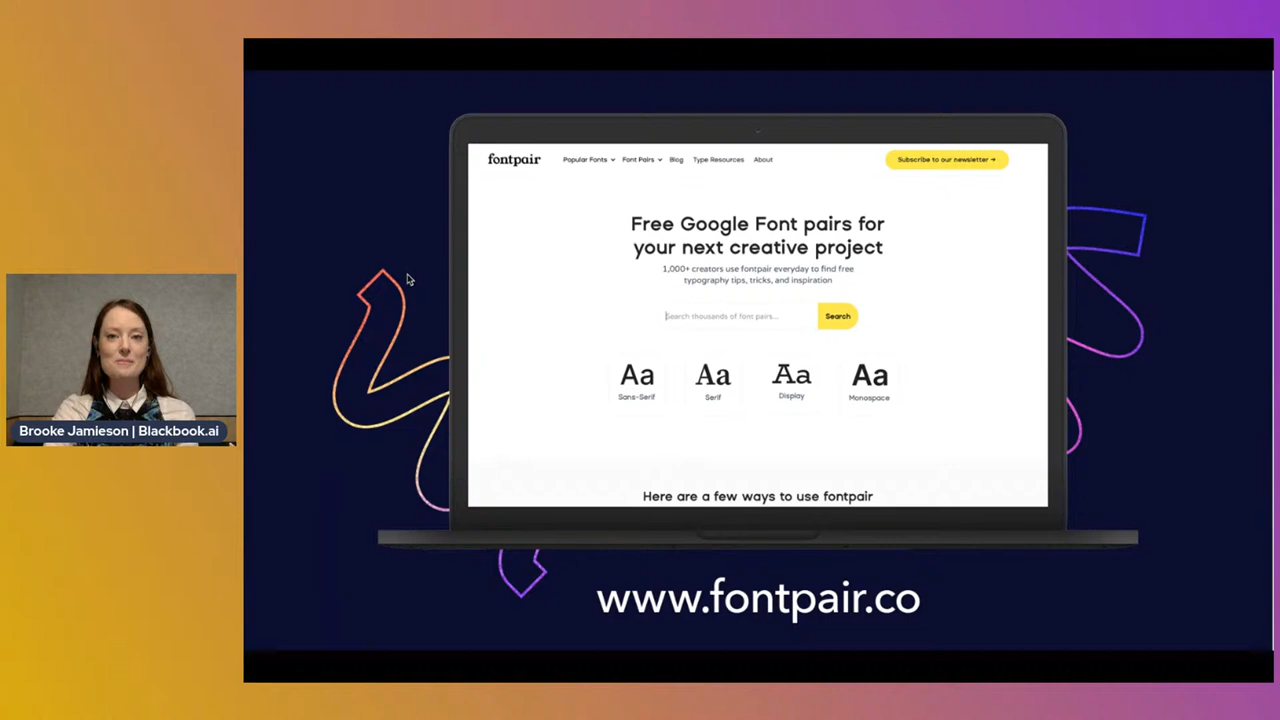 Brooke Jamieson | Blackbook.ai
fontpair
Popular Fonts Font Pairs Blog Type Resources About
Subscribe to our newsletter →
Free Google Font pairs for
your next creative project
1,000+ creators use fontpair everyday to find free
typography tips, tricks, and inspiration
Search thousands of font pairs...
Search
Aa Aa Aa Aa
Sans-Serif Serif Display Monospace
Here are a few ways to use fontpair
www.fontpair.co